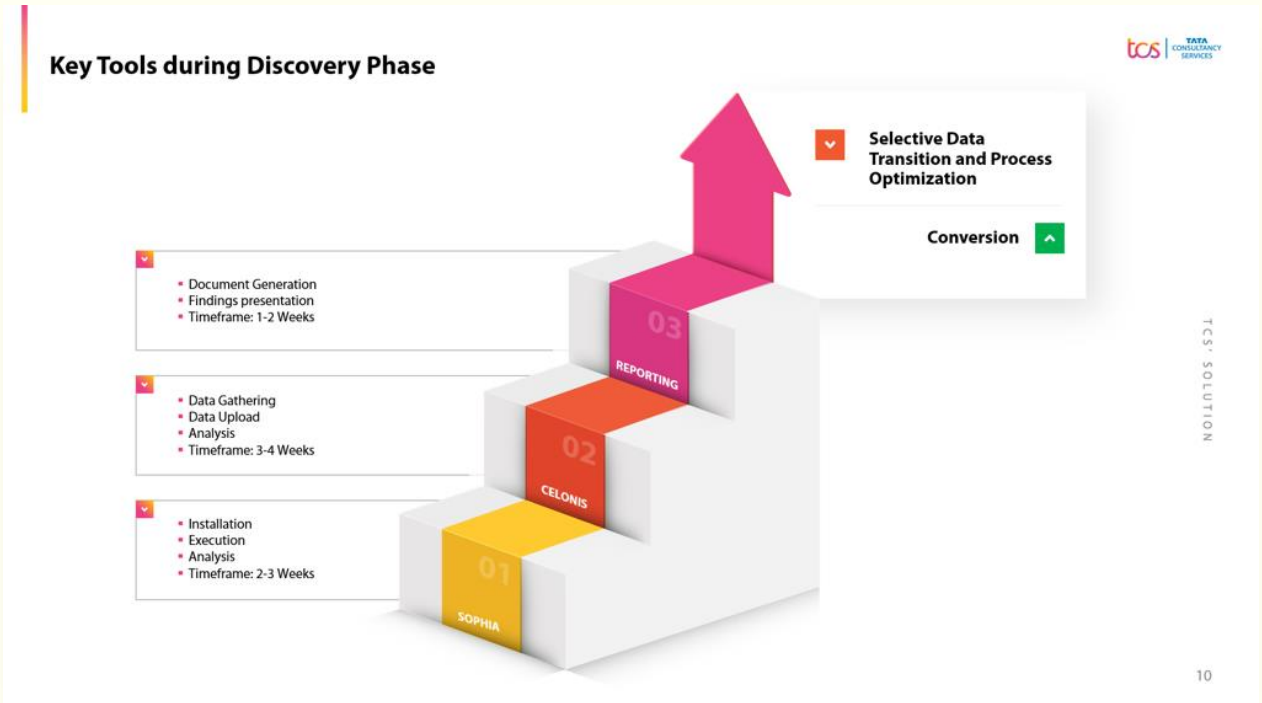 Key Tools during Discovery Phase
tcs | TATA
CONSULTANCY
SERVICES
Selective Data
Transition and Process
Optimization
Conversion
Document Generation
Findings presentation
Timeframe: 1-2 Weeks
03
REPORTING
Data Gathering
Data Upload
Analysis
Timeframe: 3-4 Weeks
02
CELONIS
Installation
Execution
Analysis
Timeframe: 2-3 Weeks
01
SOPHIA
TCS' SOLUTION
10